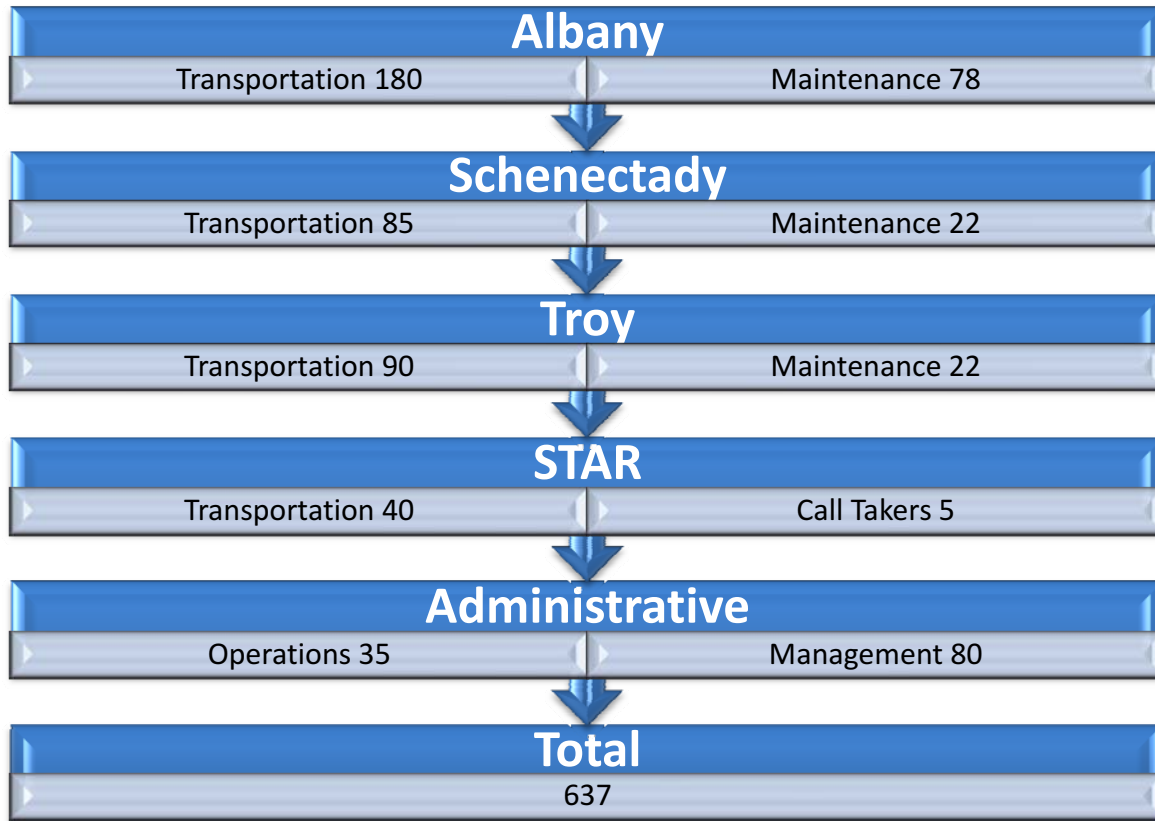 Albany
Transportation 180 Maintenance 78
Schenectady
Transportation 85 Maintenance 22
Troy
Transportation 90 Maintenance 22
STAR
Transportation 40 Call Takers 5
Administrative
Operations 35 Management 80
Total
637